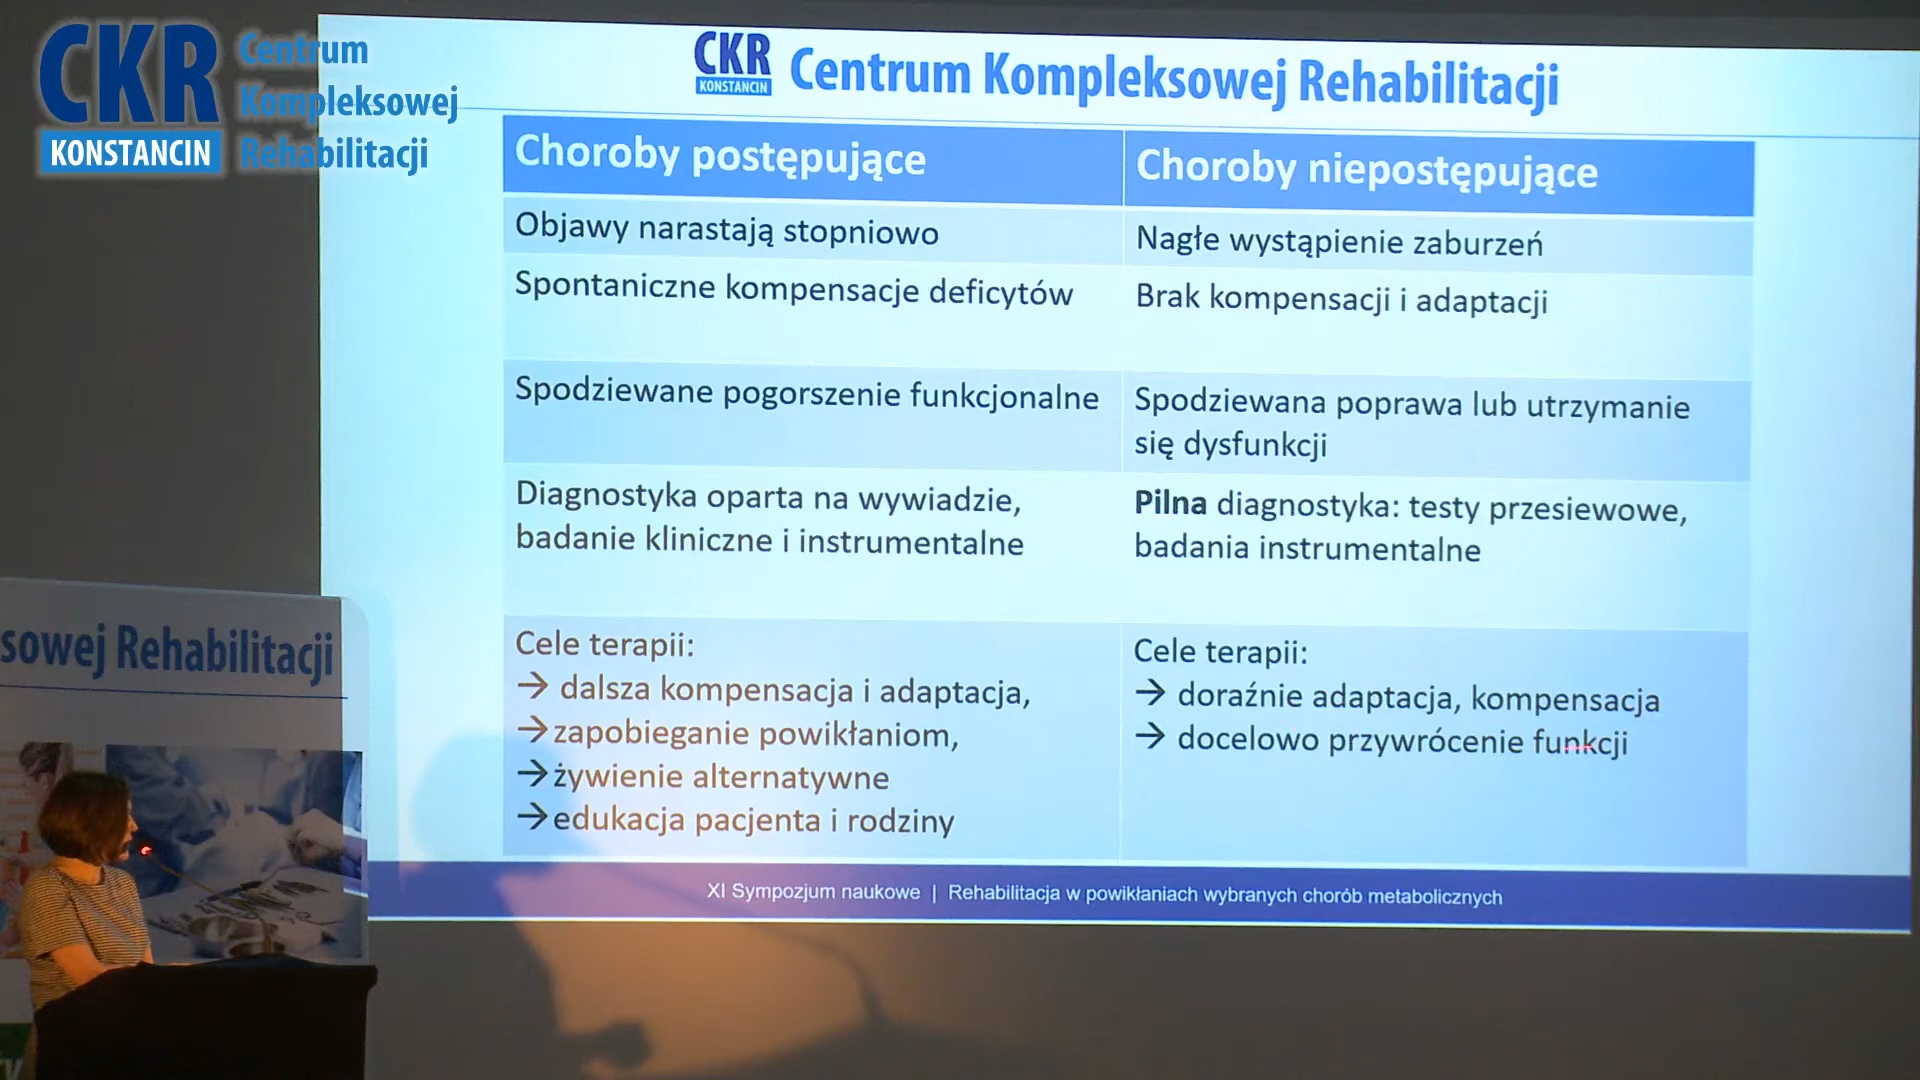 CKR
KONSTANCIN
Centrum
Kompleksowej
Rehabilitacji
CKR
KONSTANCIN
Centrum Kompleksowej Rehabilitacji
Choroby postępujące
Choroby niepostępujące
Objawy narastają stopniowo
Nagłe wystąpienie zaburzeń
Spontaniczne kompensacje deficytów
Brak kompensacji i adaptacji
Spodziewane pogorszenie funkcjonalne
Spodziewana poprawa lub utrzymanie
się dysfunkcji
Diagnostyka oparta na wywiadzie,
badanie kliniczne i instrumentalne
Pilna diagnostyka: testy przesiewowe,
badania instrumentalne
Cele terapii:
→ dalsza kompensacja i adaptacja,
→ zapobieganie powikłaniom,
→ żywienie alternatywne
→ edukacja pacjenta i rodziny
Cele terapii:
→ doraźnie adaptacja, kompensacja
→ docelowo przywrócenie funkcji
XI Sympozjum naukowe | Rehabilitacja w powikłaniach wybranych chorób metabolicznych
sowej Rehabilitacji